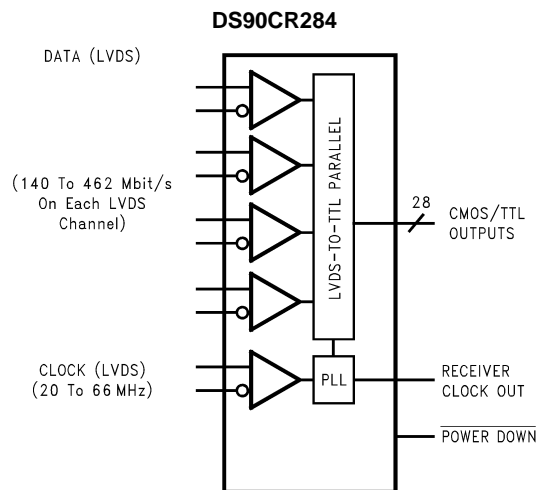 DS90CR284
DATA (LVDS)
(140 To 462 Mbit/s
On Each LVDS
Channel)
LVDS-TO-TTL PARALLEL
28
CMOS/TTL
OUTPUTS
CLOCK (LVDS)
(20 To 66 MHz)
PLL
RECEIVER
CLOCK OUT
POWER DOWN